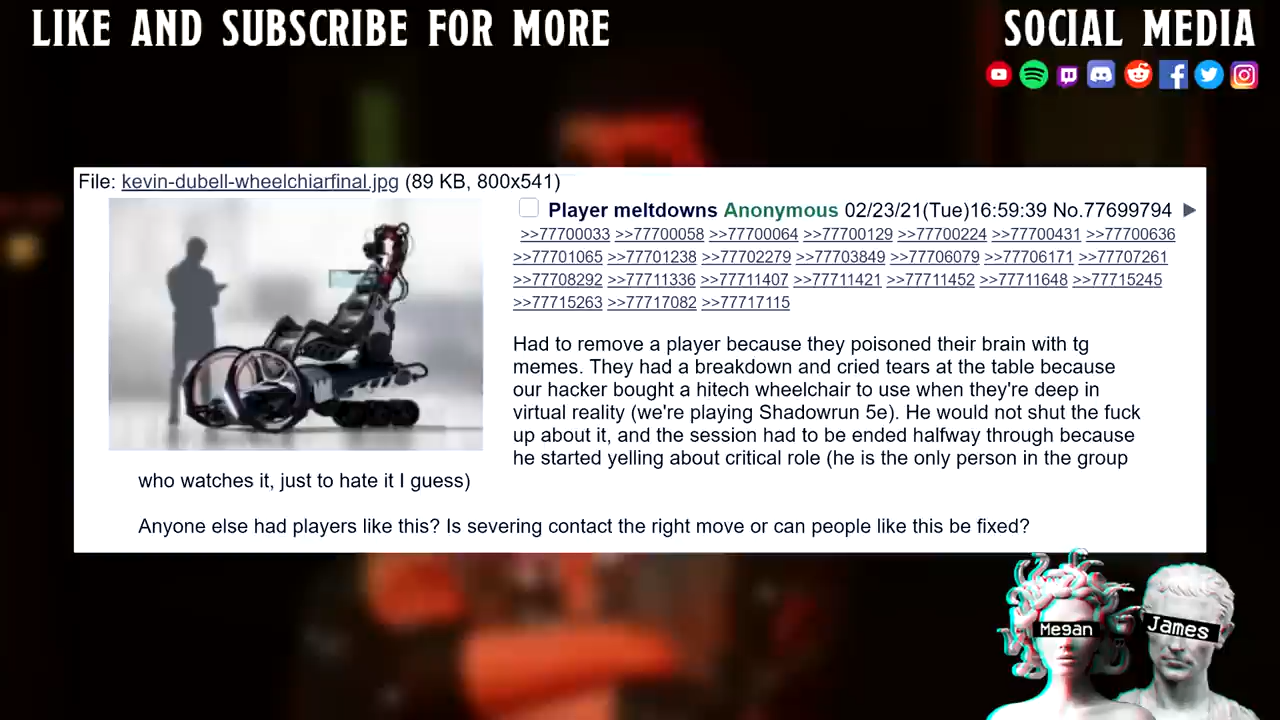 LIKE AND SUBSCRIBE FOR MORE
SOCIAL MEDIA
File: kevin-dubell-wheelchiarfinal.jpg (89 KB, 800x541)
Player meltdowns Anonymous 02/23/21(Tue)16:59:39 No.77699794 ▶
>>77700033 >>77700058 >>77700064 >>77700129 >>77700224 >>77700431 >>77700636
>>77701065 >>77701238 >>77702279 >>77703849 >>77706079 >>77706171 >>77707261
>>77708292 >>77711336 >>77711407 >>77711421 >>77711452 >>77711648 >>77715245
>>77715263 >>77717082 >>77717115
Had to remove a player because they poisoned their brain with tg
memes. They had a breakdown and cried tears at the table because
our hacker bought a hitech wheelchair to use when they're deep in
virtual reality (we're playing Shadowrun 5e). He would not shut the fuck
up about it, and the session had to be ended halfway through because
he started yelling about critical role (he is the only person in the group
who watches it, just to hate it I guess)
Anyone else had players like this? Is severing contact the right move or can people like this be fixed?
Megan
James